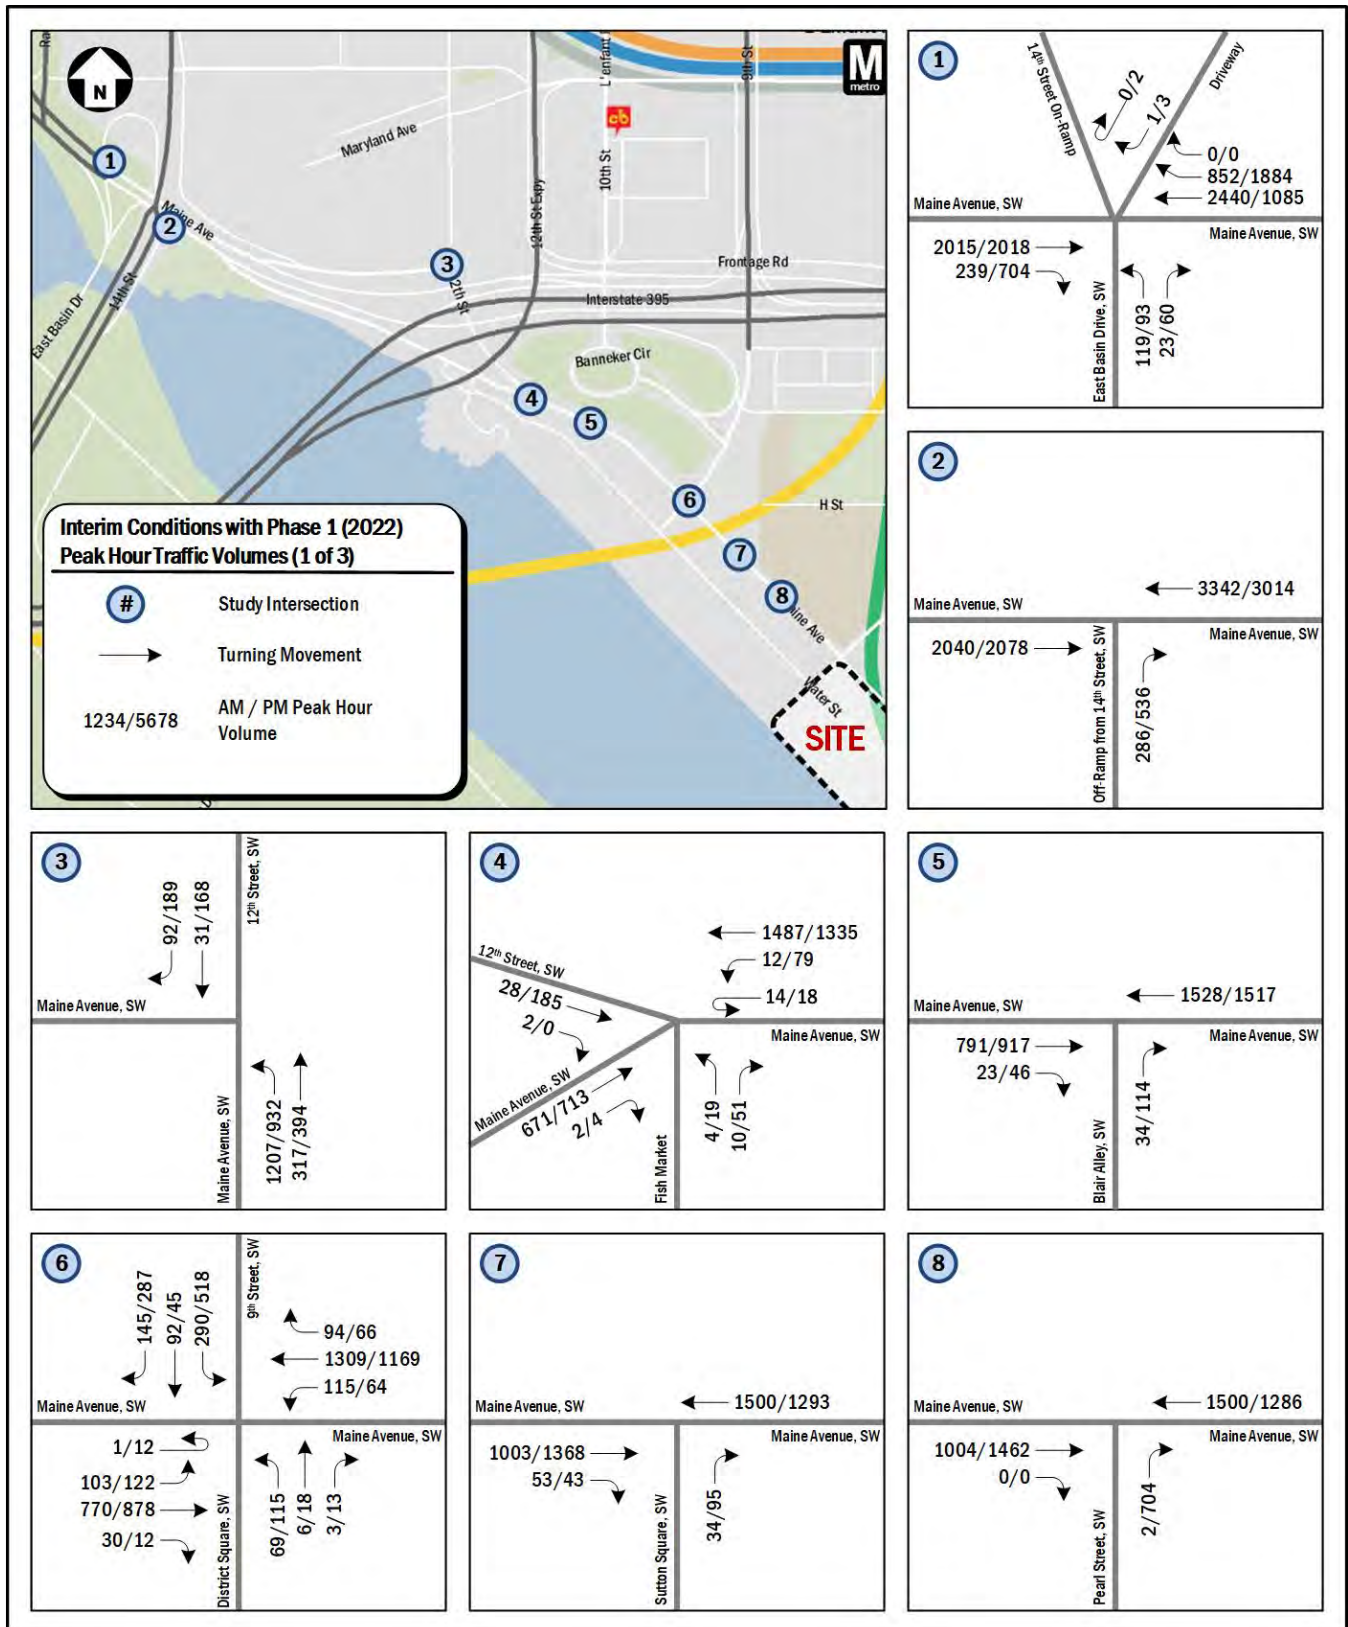 Ra
N
Maryland Ave
L'enfant
9th St
M
metro
10th St
12th St Expy
1
2
Maine Ave
3
2th St
Frontage Rd
Interstate 395
14th St
East Basin Dr
Banneker Cir
4
5
6
H St
7
8
ine Ave
Water St
SITE
Interim Conditions with Phase 1 (2022)
Peak Hour Traffic Volumes (1 of 3)
#
Study Intersection
Turning Movement
1234/5678
AM / PM Peak Hour
Volume
1
14th Street On-Ramp
0/2
1/3
Driveway
0/0
852/1884
2440/1085
Maine Avenue, SW
Maine Avenue, SW
2015/2018
239/704
East Basin Drive, SW
119/93
23/60
2
3342/3014
Maine Avenue, SW
Maine Avenue, SW
2040/2078
Off-Ramp from 14th Street, SW
286/536
3
92/189
31/168
12th Street, SW
Maine Avenue, SW
Maine Avenue, SW
1207/932
317/394
4
1487/1335
12/79
14/18
12th Street, SW
28/185
2/0
Maine Avenue, SW
Maine Avenue, SW
671/713
2/4
Fish Market
4/19
10/51
5
1528/1517
Maine Avenue, SW
Maine Avenue, SW
791/917
23/46
Blair Alley, SW
34/114
6
145/287
92/45
290/518
9th Street, SW
94/66
1309/1169
115/64
Maine Avenue, SW
Maine Avenue, SW
1/12
103/122
770/878
30/12
District Square, SW
69/115
6/18
3/13
7
1500/1293
Maine Avenue, SW
Maine Avenue, SW
1003/1368
53/43
Sutton Square, SW
34/95
8
1500/1286
Maine Avenue, SW
Maine Avenue, SW
1004/1462
0/0
Pearl Street, SW
2/704